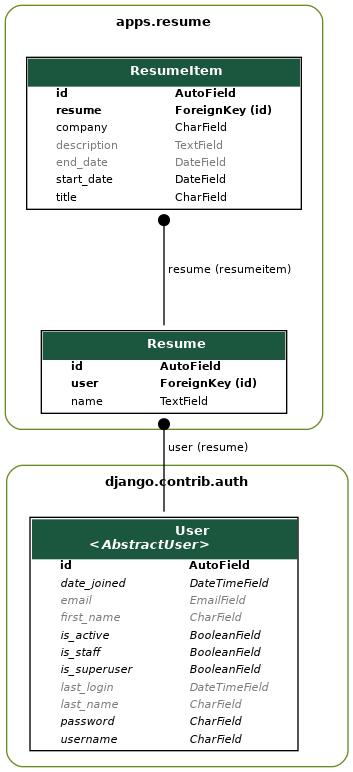 apps.resume
ResumeItem
id AutoField
resume ForeignKey (id)
company CharField
description TextField
end_date DateField
start_date DateField
title CharField
resume (resumeitem)
Resume
id AutoField
user ForeignKey (id)
name TextField
user (resume)
django.contrib.auth
User
<AbstractUser>
id AutoField
date_joined DateTimeField
email EmailField
first_name CharField
is_active BooleanField
is_staff BooleanField
is_superuser BooleanField
last_login DateTimeField
last_name CharField
password CharField
username CharField